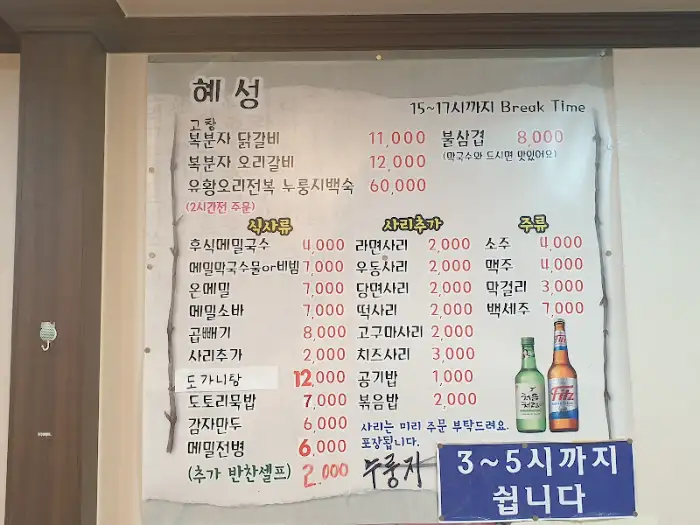 혜성
15~17시까지 Break Time
고창
복분자 닭갈비 11,000
복분자 오리갈비 12,000
유황오리전복 누룽지백숙 60,000
(2시간전 주문)
불삼겹 8,000
(막국수와 드시면 맛있어요)
식사류
후식메밀국수 4,000
메밀막국수물or비빔 7,000
온메밀 7,000
메밀소바 7,000
곱빼기 8,000
사리추가 2,000
도가니탕 12,000
도토리묵밥 7,000
감자만두 6,000
메밀전병 6,000
(추가 반찬셀프) 2,000
사리추가
라면사리 2,000
우동사리 2,000
당면사리 2,000
떡사리 2,000
고구마사리 2,000
치즈사리 3,000
공기밥 1,000
볶음밥 2,000
사리는 미리 주문 부탁드려요.
포장됩니다.
누룽지
주류
소주 4,000
맥주 4,000
막걸리 3,000
백세주 7,000
처음처럼
Fitz
3~5시까지
쉽니다